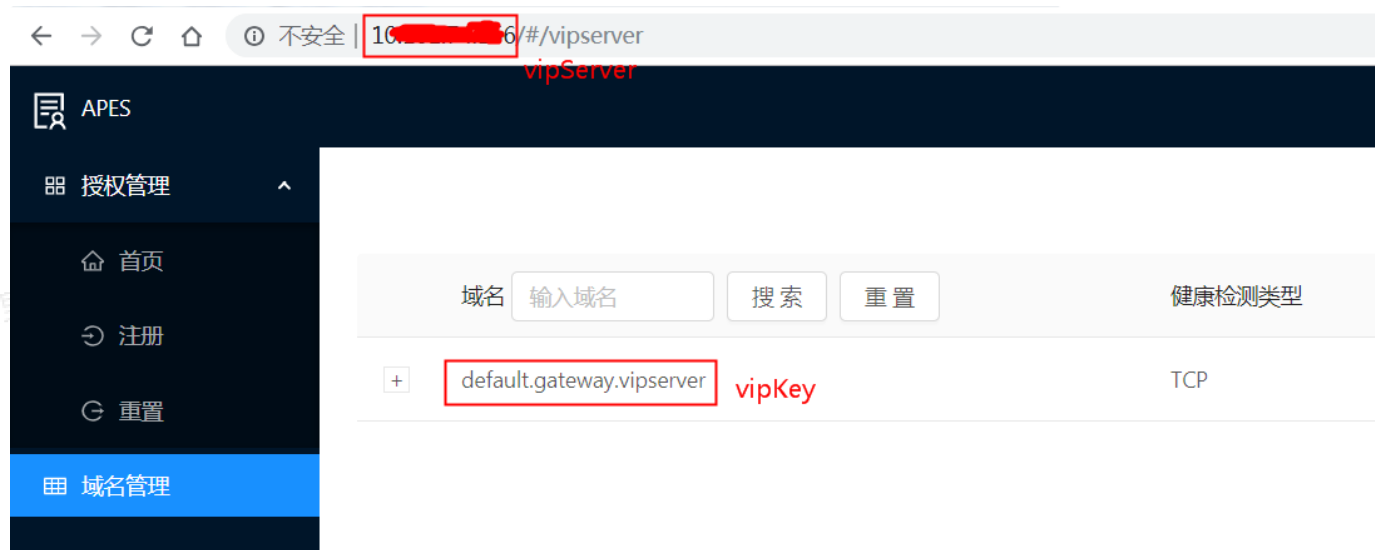 不安全 | 10 6/#/vipserver
vipServer
APES
授权管理
首页
域名 输入域名 搜索 重置 健康检测类型
注册
+ default.gateway.vipserver vipKey TCP
重置
域名管理